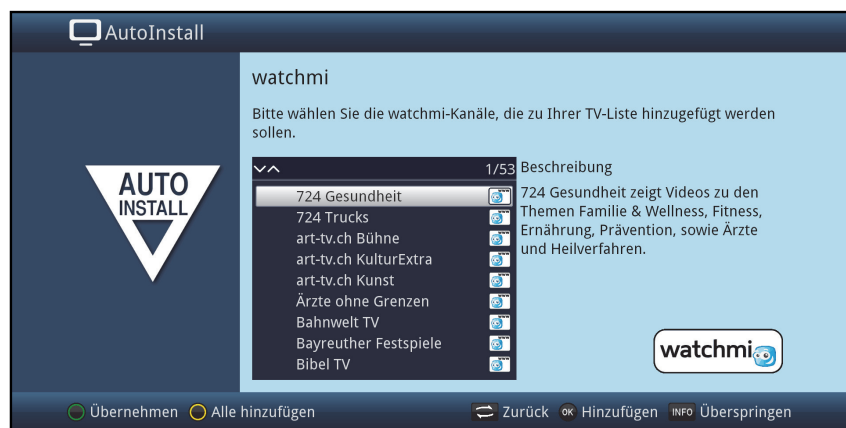 AutoInstall
watchmi
Bitte wählen Sie die watchmi-Kanäle, die zu Ihrer TV-Liste hinzugefügt werden
sollen.
AUTO
INSTALL
1/53
724 Gesundheit
724 Trucks
art-tv.ch Bühne
art-tv.ch KulturExtra
art-tv.ch Kunst
Ärzte ohne Grenzen
Bahnwelt TV
Bayreuther Festspiele
Bibel TV
Beschreibung
724 Gesundheit zeigt Videos zu den
Themen Familie & Wellness, Fitness,
Ernährung, Prävention, sowie Ärzte
und Heilverfahren.
watchmi
Übernehmen Alle hinzufügen Zurück OK Hinzufügen INFO Überspringen